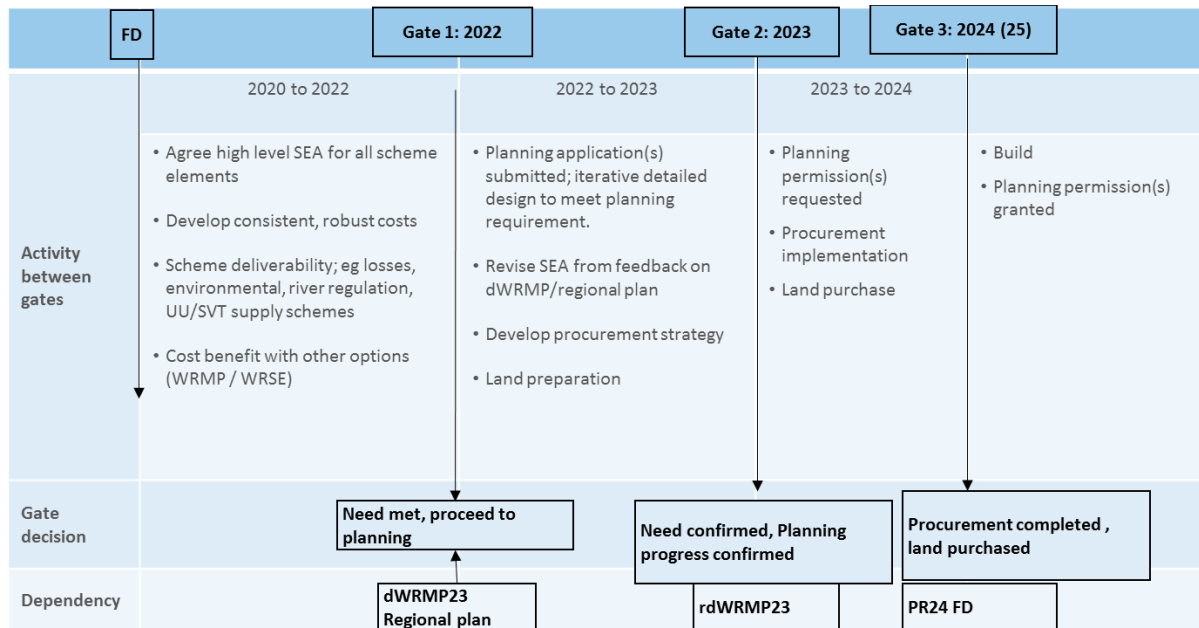 FD
Gate 1: 2022
Gate 2: 2023
Gate 3: 2024 (25)
2020 to 2022
2022 to 2023
2023 to 2024
Activity
between
gates
• Agree high level SEA for all scheme
elements
• Develop consistent, robust costs
• Scheme deliverability; eg losses,
environmental, river regulation,
UU/SVT supply schemes
• Cost benefit with other options
(WRMP / WRSE)
• Planning application(s)
submitted; iterative detailed
design to meet planning
requirement.
• Revise SEA from feedback on
dWRMP/regional plan
• Develop procurement strategy
• Land preparation
• Planning
permission(s)
requested
• Procurement
implementation
• Land purchase
• Build
• Planning permission(s)
granted
Gate
decision
Need met, proceed to
planning
Need confirmed, Planning
progress confirmed
Procurement completed ,
land purchased
Dependency
dWRMP23
Regional plan
rdWRMP23
PR24 FD